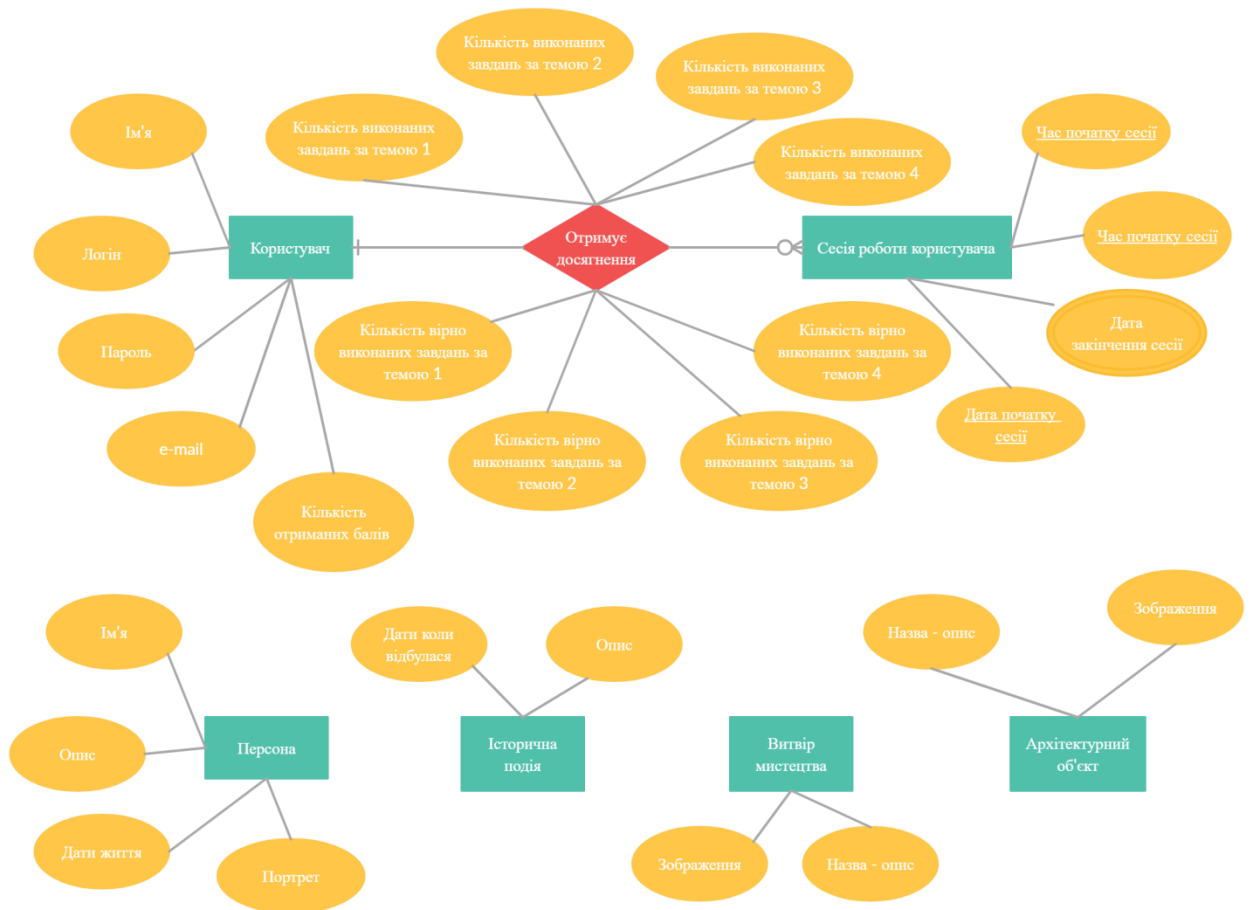 Кількість виконаних
завдань за темою 2
Кількість виконаних
завдань за темою 3
Ім'я
Кількість виконаних
завдань за темою 1
Час початку сесії
Кількість виконаних
завдань за темою 4
Логін
Користувач
Отримує
досягнення
Сесія роботи користувача
Час початку сесії
Пароль
Кількість вірно
виконаних завдань за
темою 1
Кількість вірно
виконаних завдань за
темою 4
Дата
закінчення сесії
e-mail
Кількість вірно
виконаних завдань за
темою 2
Кількість вірно
виконаних завдань за
темою 3
Дата початку
сесії
Кількість
отриманих балів
Ім'я
Дати коли
відбулася
Опис
Назва - опис
Зображення
Опис
Персона
Історична
подія
Витвір
мистецтва
Архітектурний
об'єкт
Дати життя
Портрет
Зображення
Назва - опис